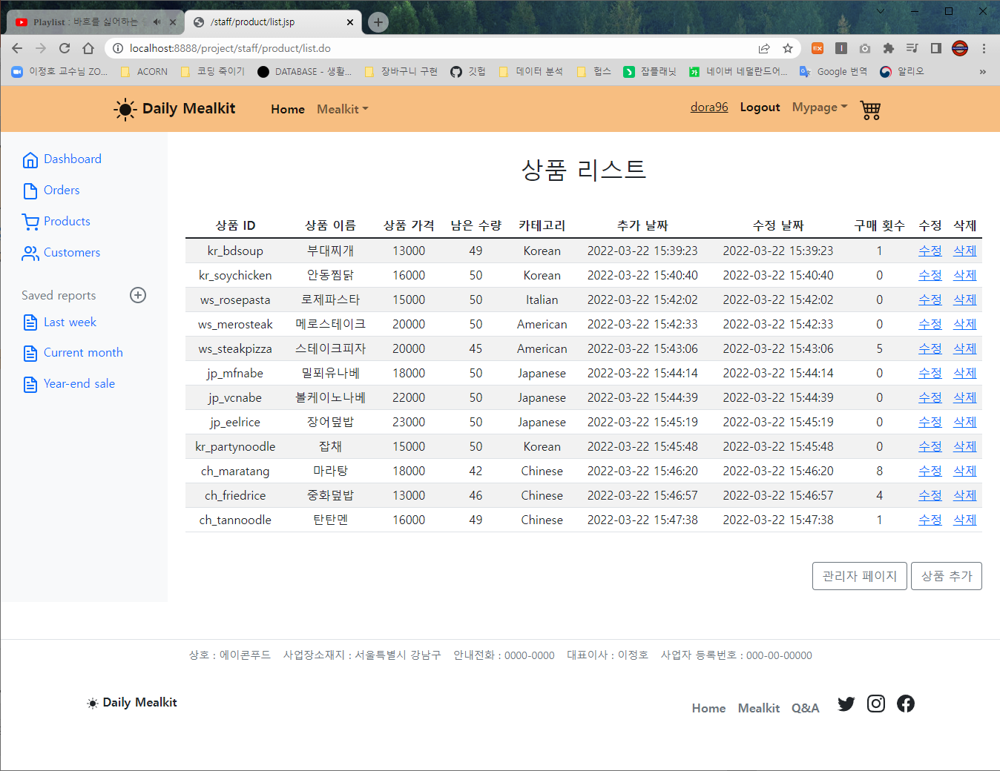 Playlist : 바흐를 싫어하는
/staff/product/list.jsp
localhost:8888/project/staff/product/list.do
이정호 교수님 ZO... ACORN 코딩 죽이기 DATABASE - 생활... 장바구니 구현 깃헙 데이터 분석 헙스 잡플래닛 네이버 네덜란드어... Google 번역 알리오 »
Daily Mealkit Home Mealkit dora96 Logout Mypage
Dashboard
Orders
Products
Customers
Saved reports
Last week
Current month
Year-end sale
상품 리스트
상품 ID 상품 이름 상품 가격 남은 수량 카테고리 추가 날짜 수정 날짜 구매 횟수 수정 삭제
kr_bdsoup 부대찌개 13000 49 Korean 2022-03-22 15:39:23 2022-03-22 15:39:23 1 수정 삭제
kr_soychicken 안동찜닭 16000 50 Korean 2022-03-22 15:40:40 2022-03-22 15:40:40 0 수정 삭제
ws_rosepasta 로제파스타 15000 50 Italian 2022-03-22 15:42:02 2022-03-22 15:42:02 0 수정 삭제
ws_merosteak 메로스테이크 20000 50 American 2022-03-22 15:42:33 2022-03-22 15:42:33 0 수정 삭제
ws_steakpizza 스테이크피자 20000 45 American 2022-03-22 15:43:06 2022-03-22 15:43:06 5 수정 삭제
jp_mfnabe 밀푀유나베 18000 50 Japanese 2022-03-22 15:44:14 2022-03-22 15:44:14 0 수정 삭제
jp_vcnabe 볼케이노나베 22000 50 Japanese 2022-03-22 15:44:39 2022-03-22 15:44:39 0 수정 삭제
jp_eelrice 장어덮밥 23000 50 Japanese 2022-03-22 15:45:19 2022-03-22 15:45:19 0 수정 삭제
kr_partynoodle 잡채 15000 50 Korean 2022-03-22 15:45:48 2022-03-22 15:45:48 0 수정 삭제
ch_maratang 마라탕 18000 42 Chinese 2022-03-22 15:46:20 2022-03-22 15:46:20 8 수정 삭제
ch_friedrice 중화덮밥 13000 46 Chinese 2022-03-22 15:46:57 2022-03-22 15:46:57 4 수정 삭제
ch_tannoodle 탄탄멘 16000 49 Chinese 2022-03-22 15:47:38 2022-03-22 15:47:38 1 수정 삭제
관리자 페이지 상품 추가
상호 : 에이콘푸드 사업장소재지 : 서울특별시 강남구 안내전화 : 0000-0000 대표이사 : 이정호 사업자 등록번호 : 000-00-00000
Daily Mealkit
Home Mealkit Q&A